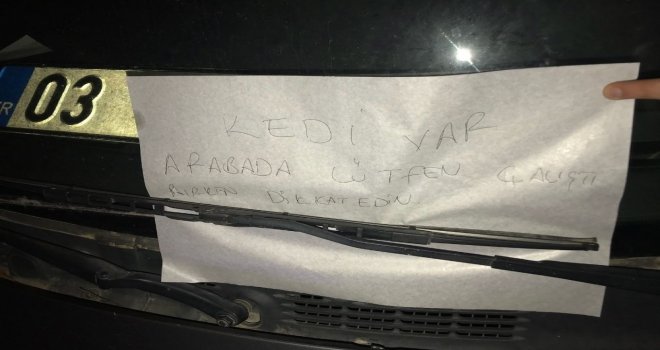 R 03
KEDİ VAR
ARABADA LÜTFEN ÇALIŞTI
RIRKEN DİKKAT EDİN